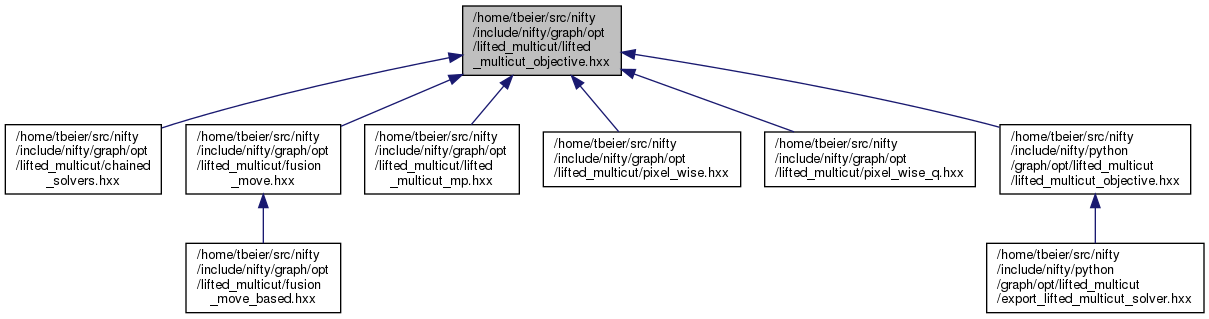 /home/tbeier/src/nifty
/include/nifty/graph/opt
/lifted_multicut/lifted
_multicut_objective.hxx
/home/tbeier/src/nifty
/include/nifty/graph/opt
/lifted_multicut/chained
_solvers.hxx
/home/tbeier/src/nifty
/include/nifty/graph/opt
/lifted_multicut/fusion
_move.hxx
/home/tbeier/src/nifty
/include/nifty/graph/opt
/lifted_multicut/lifted
_multicut_mp.hxx
/home/tbeier/src/nifty
/include/nifty/graph/opt
/lifted_multicut/pixel_wise.hxx
/home/tbeier/src/nifty
/include/nifty/graph/opt
/lifted_multicut/pixel_wise_q.hxx
/home/tbeier/src/nifty
/include/nifty/python
/graph/opt/lifted_multicut
/lifted_multicut_objective.hxx
/home/tbeier/src/nifty
/include/nifty/graph/opt
/lifted_multicut/fusion
_move_based.hxx
/home/tbeier/src/nifty
/include/nifty/python
/graph/opt/lifted_multicut
/export_lifted_multicut_solver.hxx